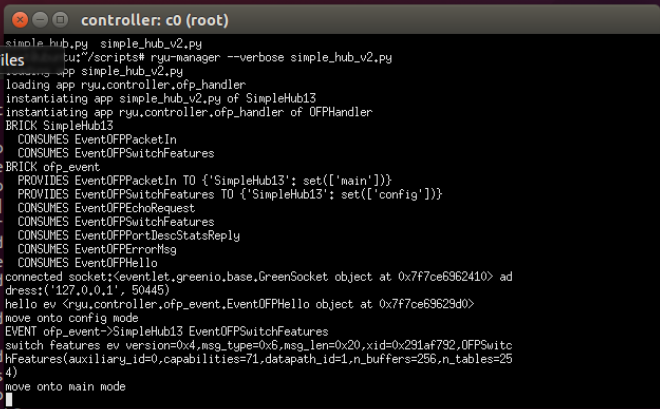 controller: c0 (root)
simple_hub.py  simple_hub_v2.py
iles
tu:~/scripts# ryu-manager --verbose simple_hub_v2.py
loading app simple_hub_v2.py
loading app ryu.controller.ofp_handler
instantiating app simple_hub_v2.py of SimpleHub13
instantiating app ryu.controller.ofp_handler of OFPHandler
BRICK SimpleHub13
  CONSUMES EventOFPPacketIn
  CONSUMES EventOFPSwitchFeatures
BRICK ofp_event
  PROVIDES EventOFPPacketIn TO {'SimpleHub13': set(['main'])}
  PROVIDES EventOFPSwitchFeatures TO {'SimpleHub13': set(['config'])}
  CONSUMES EventOFPEchoRequest
  CONSUMES EventOFPSwitchFeatures
  CONSUMES EventOFPPortDescStatsReply
  CONSUMES EventOFPErrorMsg
  CONSUMES EventOFPHello
connected socket:<eventlet.greenio.base.GreenSocket object at 0x7f7ce6962410> ad
dress:('127.0.0.1', 50445)
hello ev <ryu.controller.ofp_event.EventOFPHello object at 0x7f7ce69629d0>
move onto config mode
EVENT ofp_event->SimpleHub13 EventOFPSwitchFeatures
switch features ev version=0x4,msg_type=0x6,msg_len=0x20,xid=0x291af792,OFPSwitc
hFeatures(auxiliary_id=0,capabilities=71,datapath_id=1,n_buffers=256,n_tables=25
4)
move onto main mode